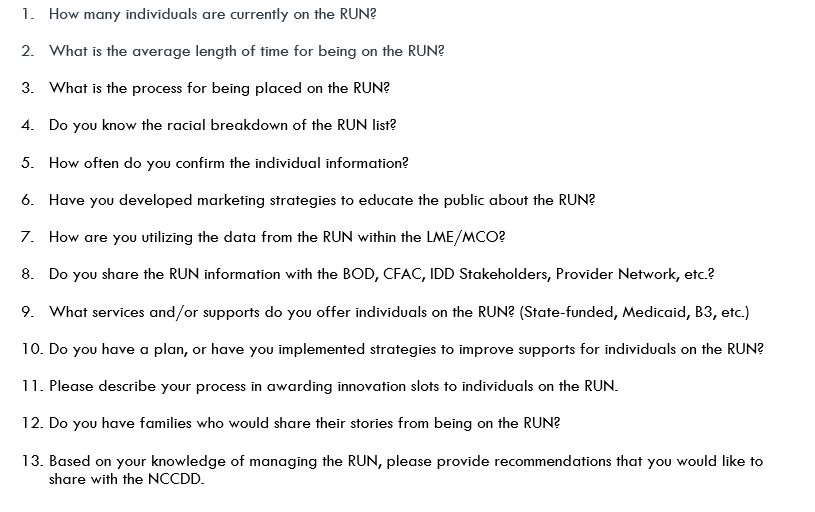 1. How many individuals are currently on the RUN?
2. What is the average length of time for being on the RUN?
3. What is the process for being placed on the RUN?
4. Do you know the racial breakdown of the RUN list?
5. How often do you confirm the individual information?
6. Have you developed marketing strategies to educate the public about the RUN?
7. How are you utilizing the data from the RUN within the LME/MCO?
8. Do you share the RUN information with the BOD, CFAC, IDD Stakeholders, Provider Network, etc.?
9. What services and/or supports do you offer individuals on the RUN? (State-funded, Medicaid, B3, etc.)
10. Do you have a plan, or have you implemented strategies to improve supports for individuals on the RUN?
11. Please describe your process in awarding innovation slots to individuals on the RUN.
12. Do you have families who would share their stories from being on the RUN?
13. Based on your knowledge of managing the RUN, please provide recommendations that you would like to
share with the NCCDD.